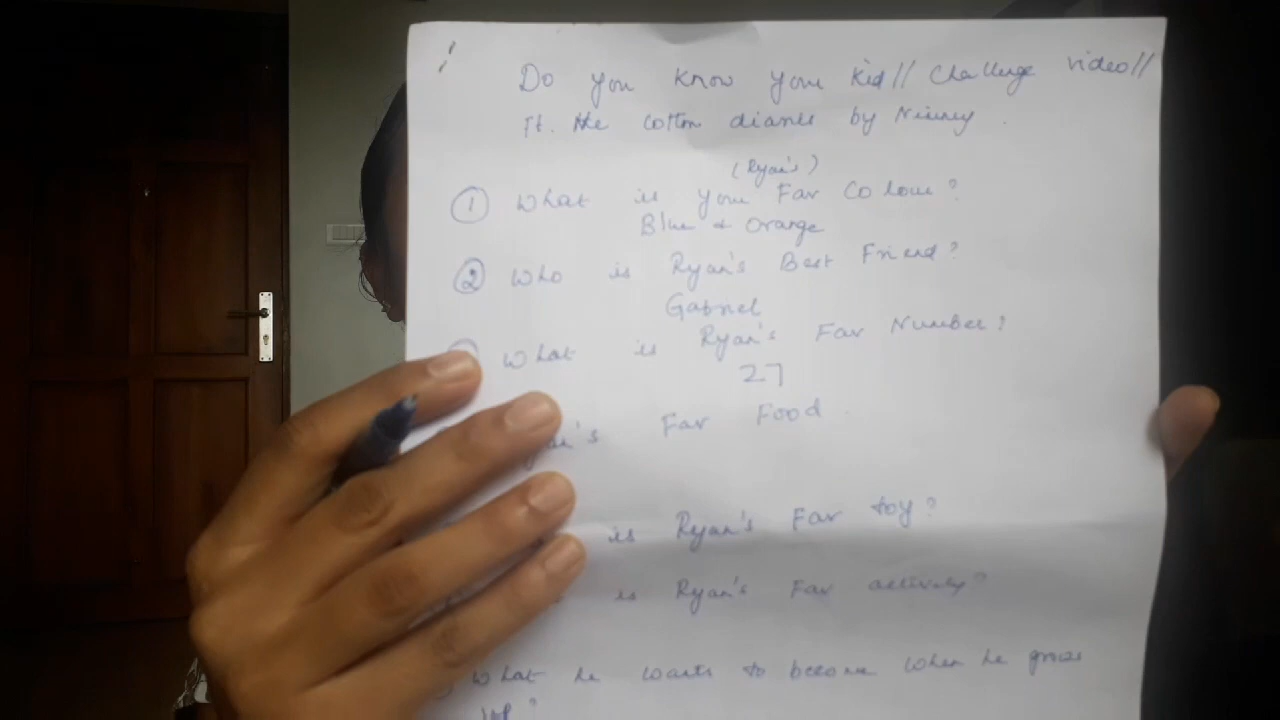 Do you know your kid// Challenge video//
Ft. the cotton diaries by Ninney.
(Ryan's)
① What is your Fav Colour?
Blue & Orange
② Who is Ryan's Best Friend?
Gabriel
What is Ryan's Fav Number?
27
Fav Food.
is Ryan's Fav toy?
is Ryan's Fav activity?
What he wants to become when he grows
up?